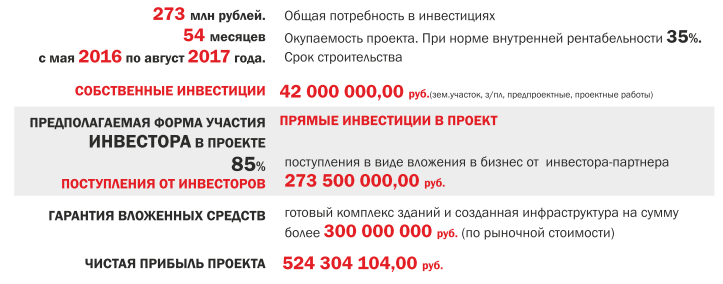 273 млн рублей. Общая потребность в инвестициях
54 месяцев Окупаемость проекта. При норме внутренней рентабельности 35%.
с мая 2016 по август 2017 года. Срок строительства
СОБСТВЕННЫЕ ИНВЕСТИЦИИ 42 000 000,00 руб.(зем.участок, з/пл, предпроектные, проектные работы)
ПРЕДПОЛАГАЕМАЯ ФОРМА УЧАСТИЯ ПРЯМЫЕ ИНВЕСТИЦИИ В ПРОЕКТ
ИНВЕСТОРА В ПРОЕКТЕ
85% поступления в виде вложения в бизнес от инвестора-партнера
ПОСТУПЛЕНИЯ ОТ ИНВЕСТОРОВ 273 500 000,00 руб.
ГАРАНТИЯ ВЛОЖЕННЫХ СРЕДСТВ готовый комплекс зданий и созданная инфраструктура на сумму
более 300 000 000 руб. (по рыночной стоимости)
ЧИСТАЯ ПРИБЫЛЬ ПРОЕКТА 524 304 104,00 руб.